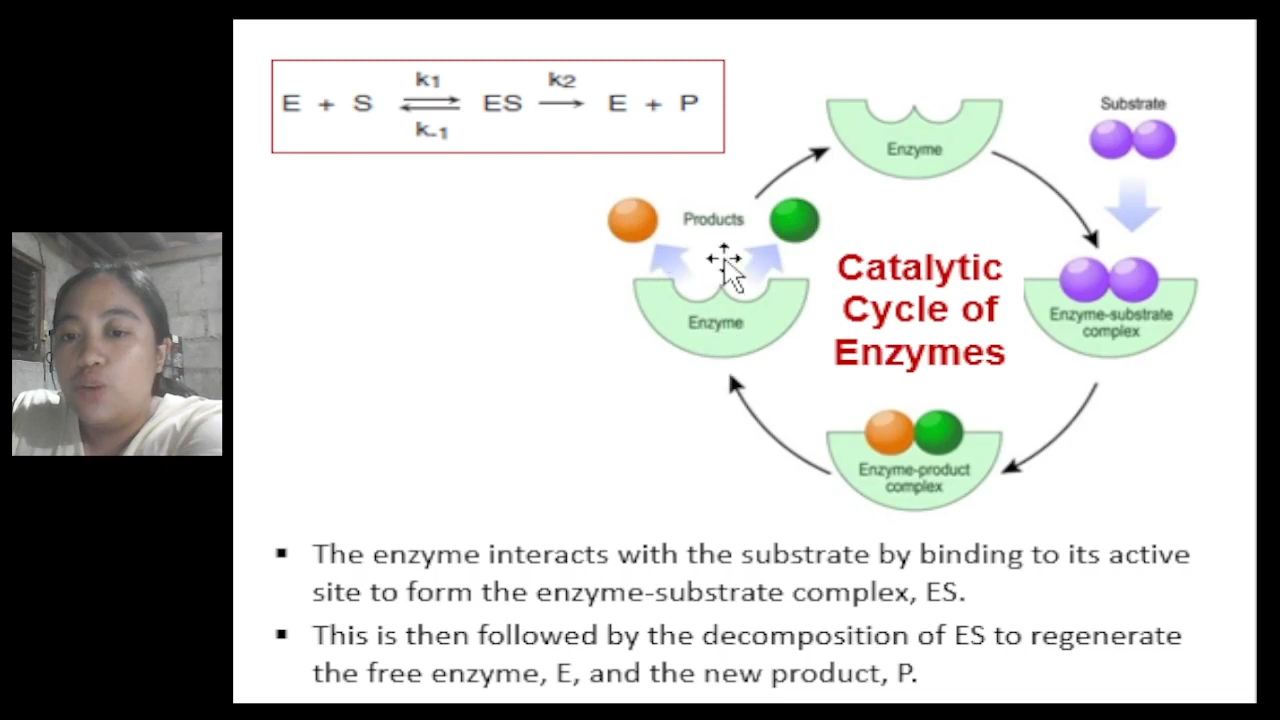 k1
E + S ⇌ ES → E + P
k2
k-1
Substrate
Enzyme
Products
Catalytic
Cycle of
Enzymes
Enzyme-substrate
complex
Enzyme
Enzyme-product
complex
▪ The enzyme interacts with the substrate by binding to its active
site to form the enzyme-substrate complex, ES.
▪ This is then followed by the decomposition of ES to regenerate
the free enzyme, E, and the new product, P.